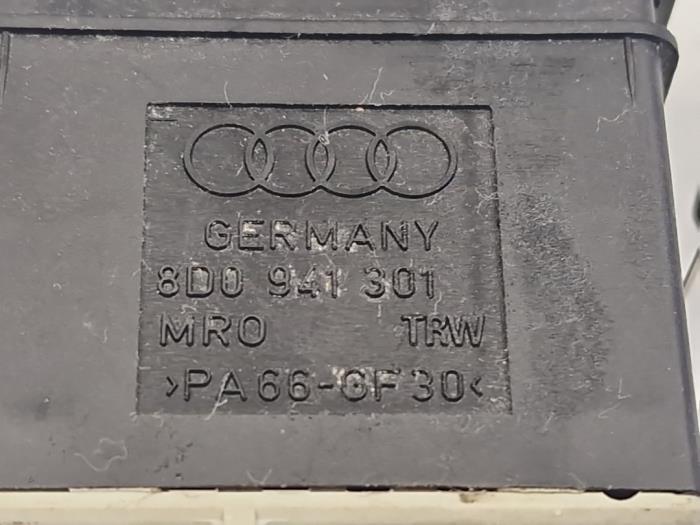 GERMANY
8D0 941 301
MRO TRW
>PA66-GF30<